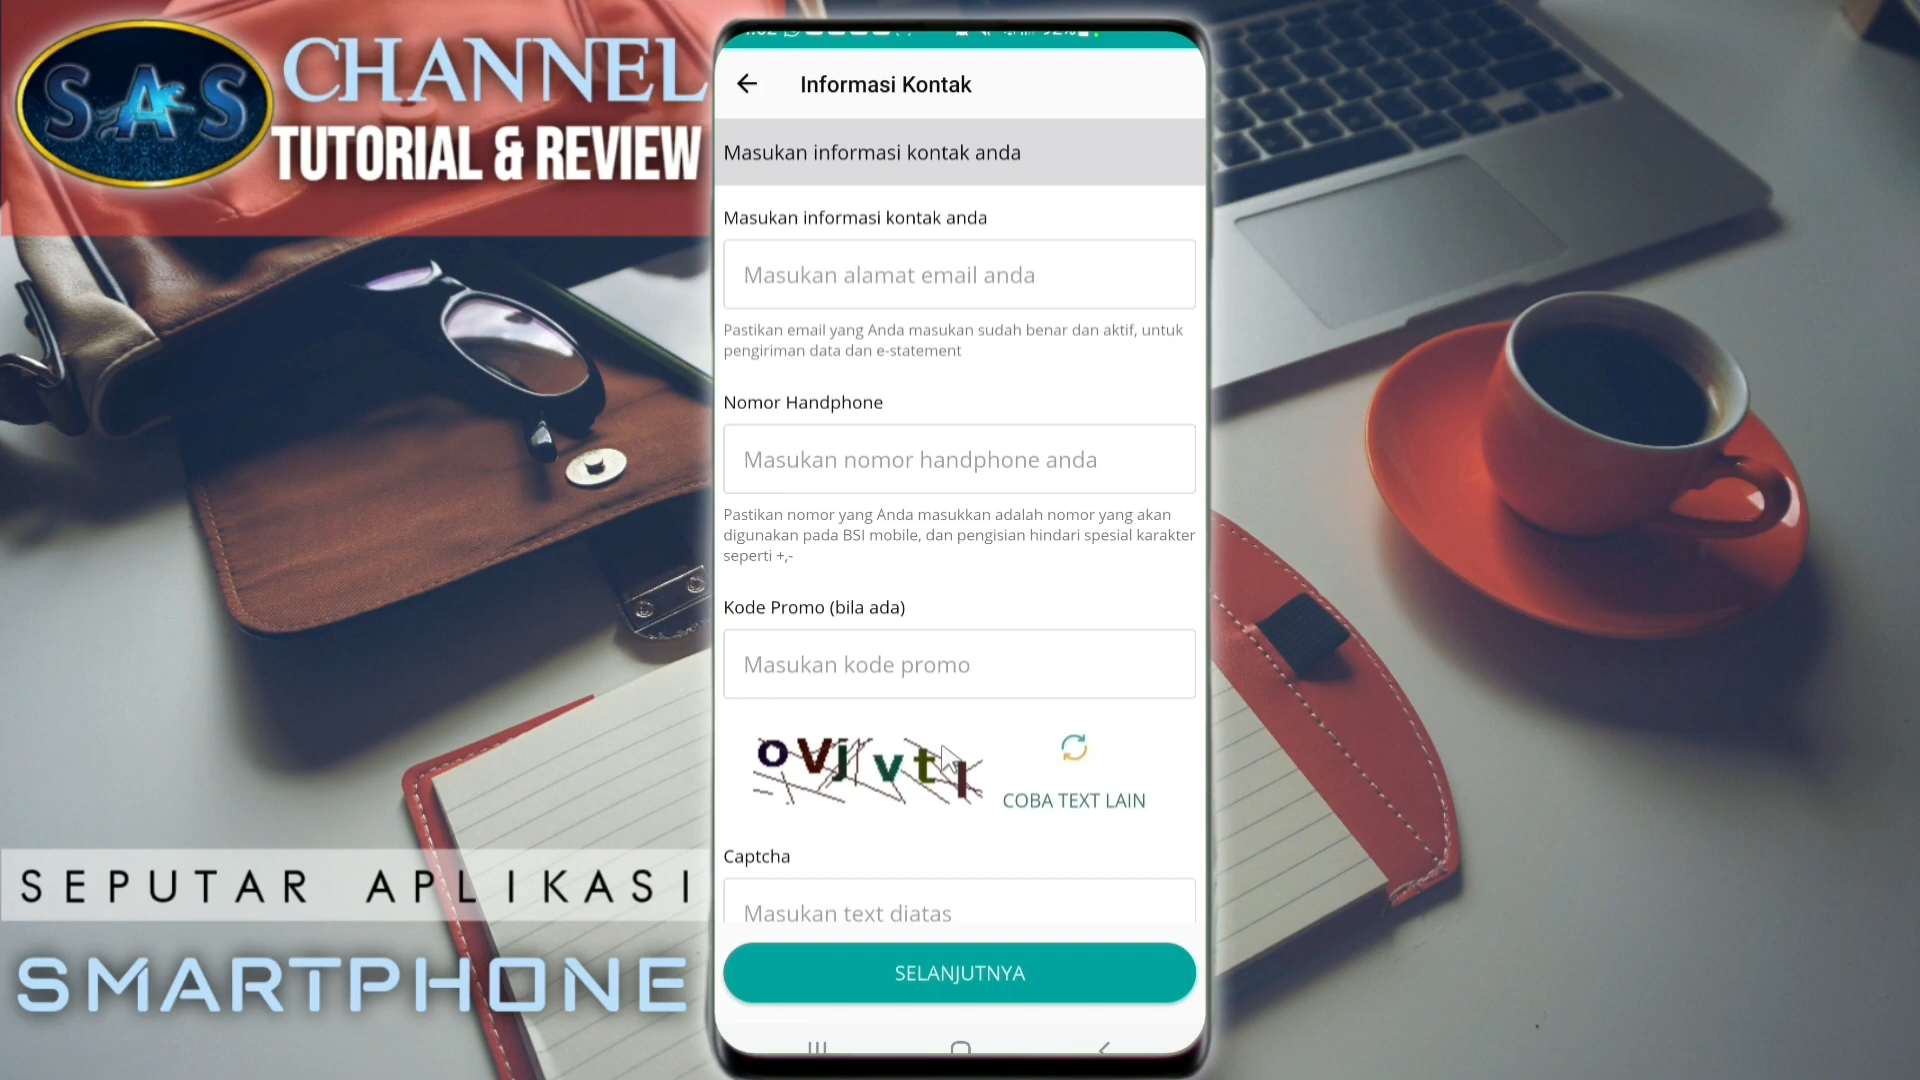 SAS
CHANNEL
TUTORIAL & REVIEW
Informasi Kontak
Masukan informasi kontak anda
Masukan informasi kontak anda
Masukan alamat email anda
Pastikan email yang Anda masukan sudah benar dan aktif, untuk
pengiriman data dan e-statement
Nomor Handphone
Masukan nomor handphone anda
Pastikan nomor yang Anda masukkan adalah nomor yang akan
digunakan pada BSI mobile, dan pengisian hindari spesial karakter
seperti +,-
Kode Promo (bila ada)
Masukan kode promo
COBA TEXT LAIN
Captcha
Masukan text diatas
SELANJUTNYA
SEPUTAR APLIKASI
SMARTPHONE